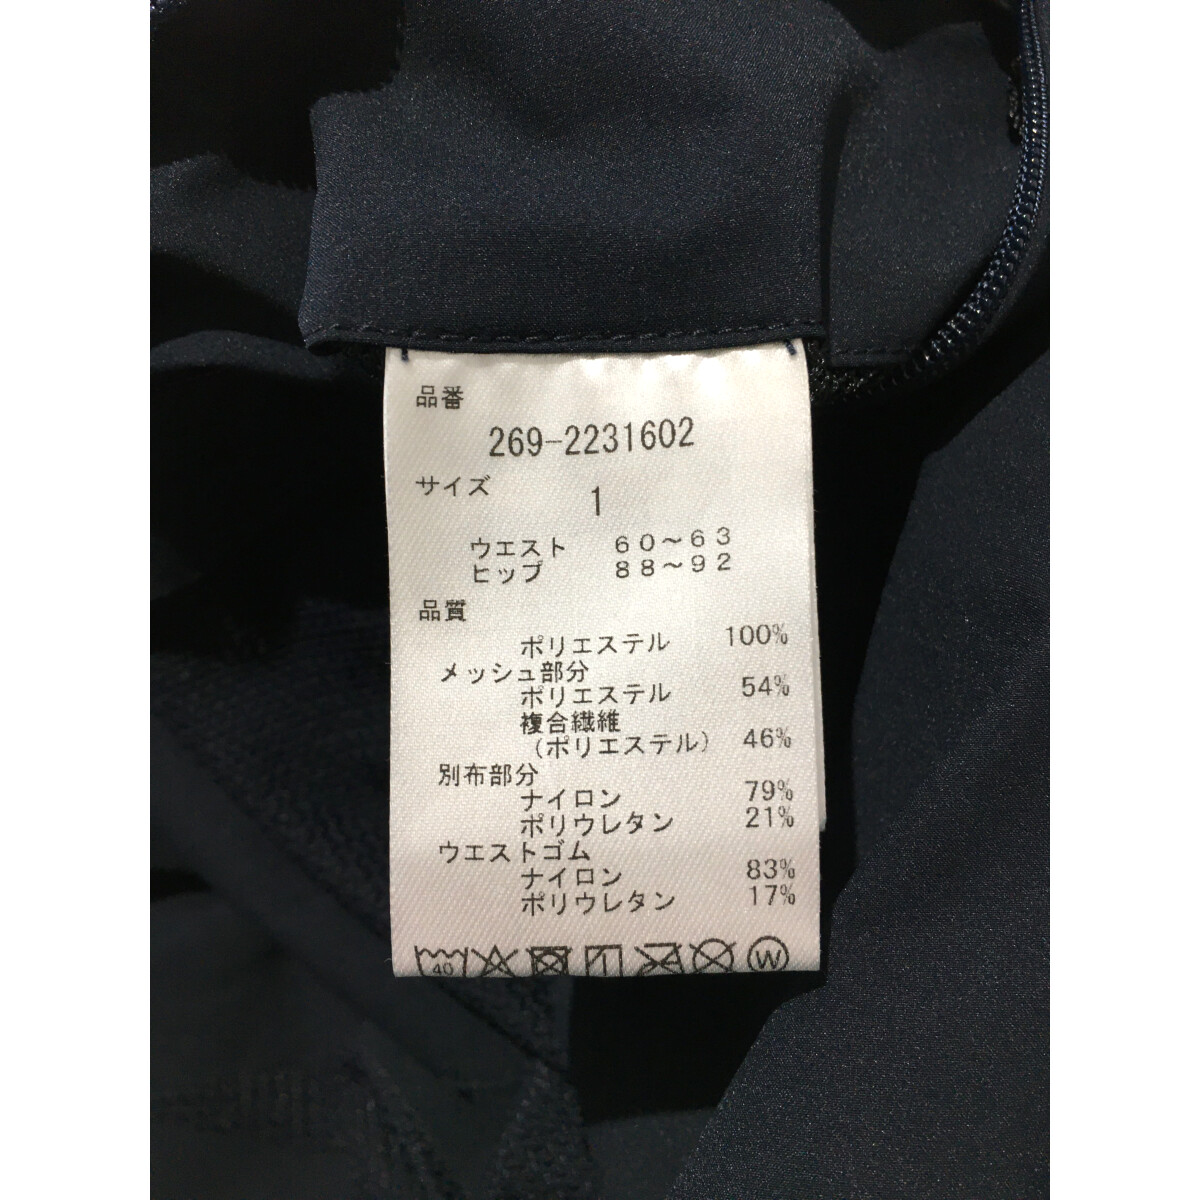 品番
269-2231602
サイズ
1
ウエスト 60～63
ヒップ 88～92
品質
ポリエステル 100%
メッシュ部分
ポリエステル 54%
複合繊維
(ポリエステル) 46%
別布部分
ナイロン 79%
ポリウレタン 21%
ウエストゴム
ナイロン 83%
ポリウレタン 17%
40 W